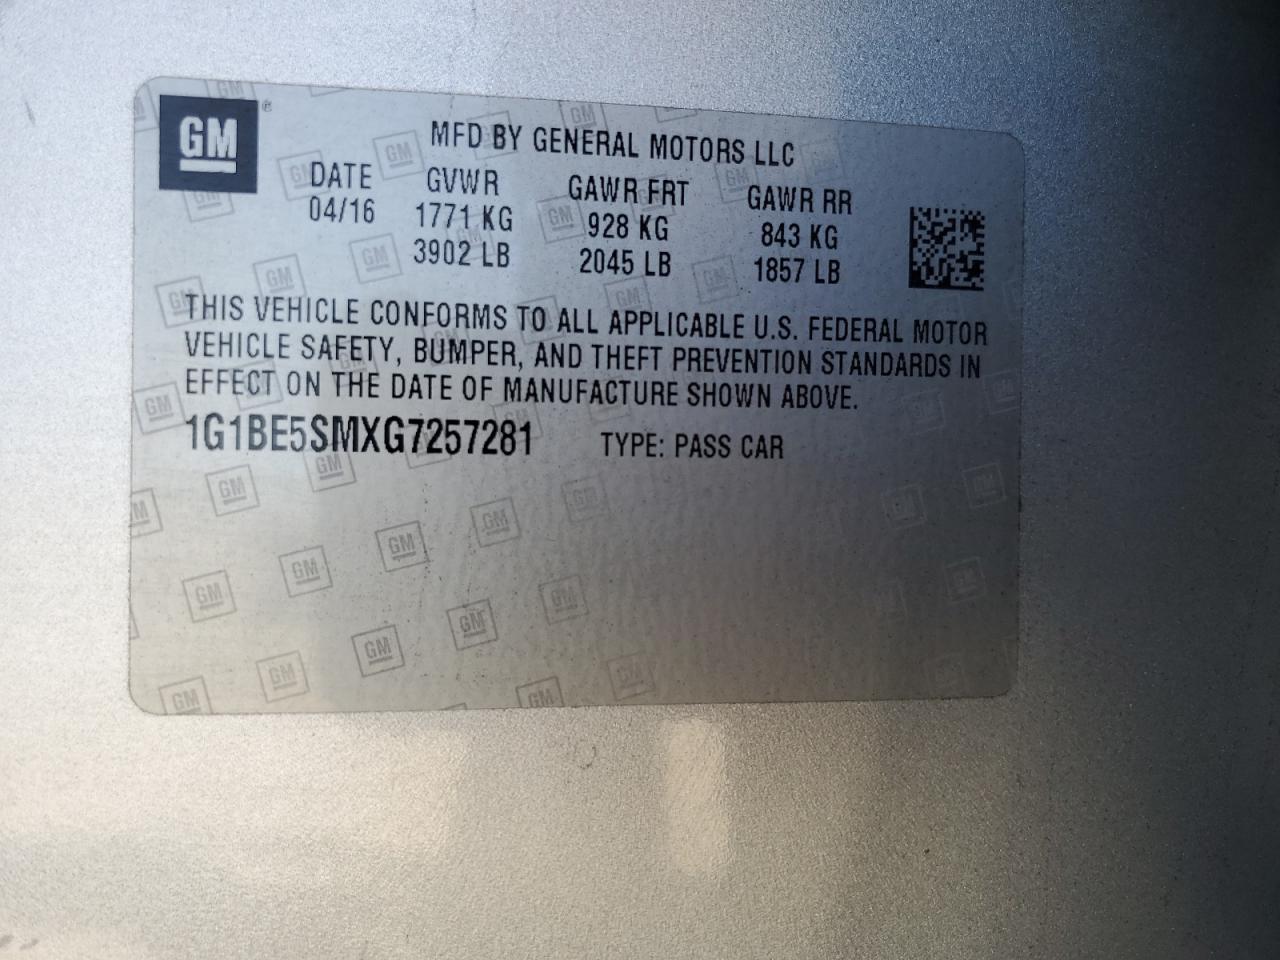 GM ®
MFD BY GENERAL MOTORS LLC
DATE GVWR GAWR FRT GAWR RR
04/16 1771 KG 928 KG 843 KG
3902 LB 2045 LB 1857 LB
THIS VEHICLE CONFORMS TO ALL APPLICABLE U.S. FEDERAL MOTOR
VEHICLE SAFETY, BUMPER, AND THEFT PREVENTION STANDARDS IN
EFFECT ON THE DATE OF MANUFACTURE SHOWN ABOVE.
1G1BE5SMXG7257281 TYPE: PASS CAR